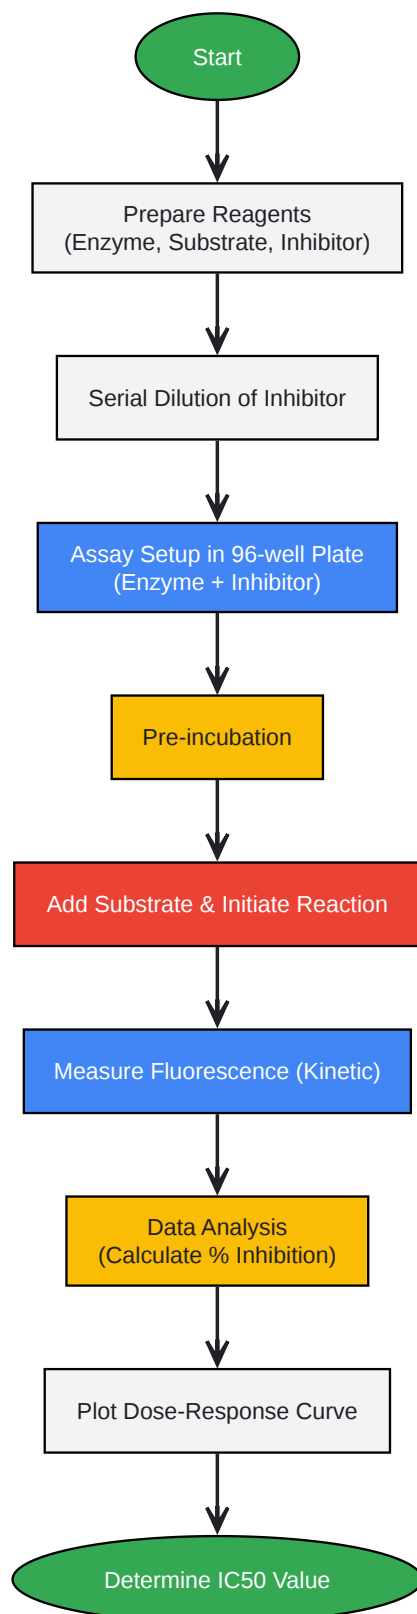 Start
Prepare Reagents
(Enzyme, Substrate, Inhibitor)
Serial Dilution of Inhibitor
Assay Setup in 96-well Plate
(Enzyme + Inhibitor)
Pre-incubation
Add Substrate & Initiate Reaction
Measure Fluorescence (Kinetic)
Data Analysis
(Calculate % Inhibition)
Plot Dose-Response Curve
Determine IC50 Value